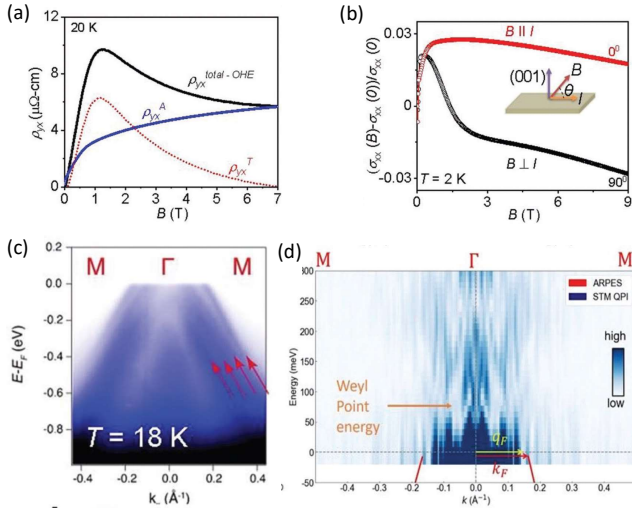 (a)
20 K
ρyx^total - OHE
ρyx^A
ρyx^T
12
8
4
0
ρyx (μΩ-cm)
0 1 2 3 4 5 6 7
B (T)
(b)
0.03
0
-0.03
(σxx (B)-σxx (0))/σxx (0)
B || I
0⁰
(001)
B
θ
I
B ⊥ I
T = 2 K
90⁰
0 3 6 9
B (T)
(c)
M Γ M
0.0
-0.2
-0.4
-0.6
-0.8
E-EF (eV)
T = 18 K
-0.4 -0.2 0.0 0.2 0.4
k_ (Å⁻¹)
(d)
M Γ M
300
250
200
150
100
50
0
-50
Energy (meV)
ARPES
STM QPI
high
low
Weyl
Point
energy
qF
kF
-0.4 -0.3 -0.2 -0.1 0.0 0.1 0.2 0.3 0.4
k (Å⁻¹)